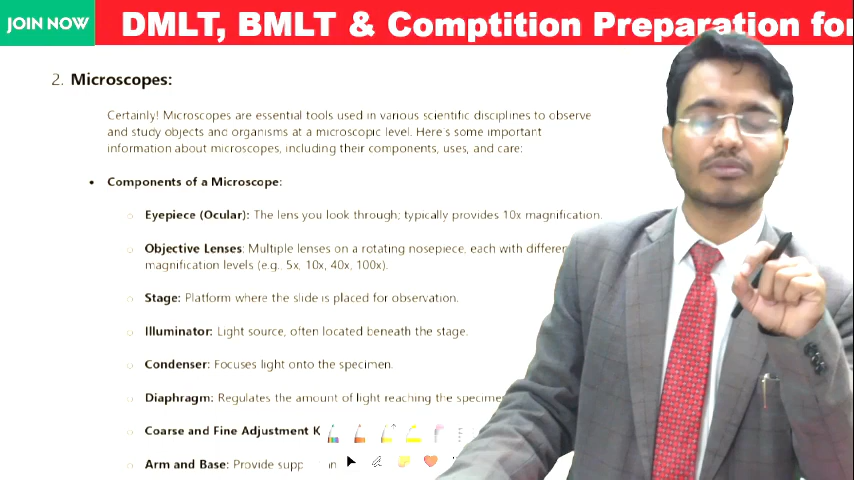 JOIN NOW DMLT, BMLT & Comptition Preparation for
2. Microscopes:
Certainly! Microscopes are essential tools used in various scientific disciplines to observe
and study objects and organisms at a microscopic level. Here's some important
information about microscopes, including their components, uses, and care:
• Components of a Microscope:
○ Eyepiece (Ocular): The lens you look through; typically provides 10x magnification.
○ Objective Lenses: Multiple lenses on a rotating nosepiece, each with
magnification levels (e.g., 5x, 10x, 40x, 100x).
○ Stage: Platform where the slide is placed for observation.
○ Illuminator: Light source, often located beneath the stage.
○ Condenser: Focuses light onto the specimen.
○ Diaphragm: Regulates the amount of light reaching the
○ Coarse and Fine Adjustment
○ Arm and Base: Provide